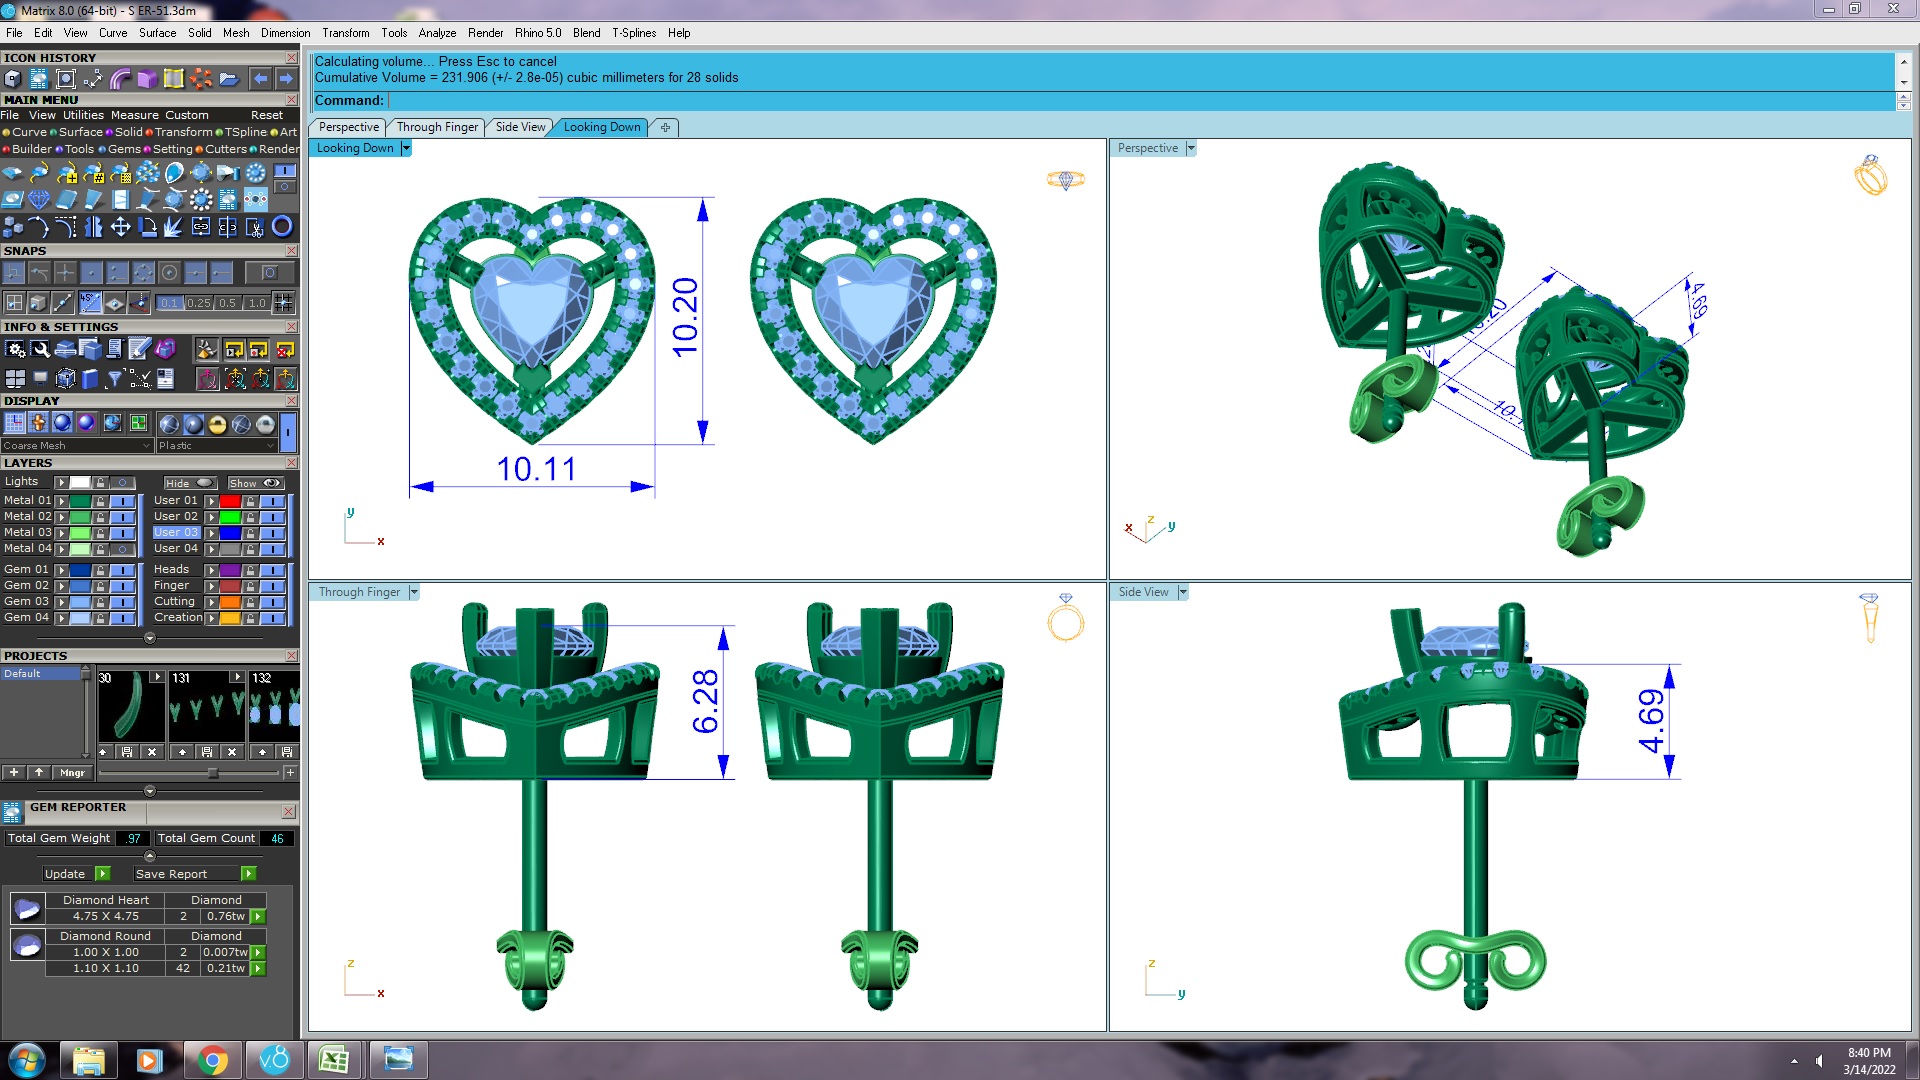 Matrix 8.0 (64-bit) - S ER-51.3dm
File Edit View Curve Surface Solid Mesh Dimension Transform Tools Analyze Render Rhino 5.0 Blend T-Splines Help
ICON HISTORY
MAIN MENU
File View Utilities Measure Custom Reset
Curve Surface Solid Transform TSpline Art
Builder Tools Gems Setting Cutters Render
SNAPS
0.1 0.25 0.5 1.0
INFO & SETTINGS
DISPLAY
Coarse Mesh Plastic
LAYERS
Lights Hide Show
Metal 01 User 01
Metal 02 User 02
Metal 03 User 03
Metal 04 User 04
Gem 01 Heads
Gem 02 Finger
Gem 03 Cutting
Gem 04 Creation
PROJECTS
Default
30 131 132
Mngr
GEM REPORTER
Total Gem Weight .97 Total Gem Count 46
Update Save Report
Diamond Heart Diamond
4.75 X 4.75 2 0.76tw
Diamond Round Diamond
1.00 X 1.00 2 0.007tw
1.10 X 1.10 42 0.21tw
Calculating volume... Press Esc to cancel
Cumulative Volume = 231.906 (+/- 2.8e-05) cubic millimeters for 28 solids
Command:
Perspective Through Finger Side View Looking Down
Looking Down
10.20
10.11
y
x
Perspective
4.69
x z y
Through Finger
6.28
z
x
Side View
4.69
z
y
v8
8:40 PM
3/14/2022